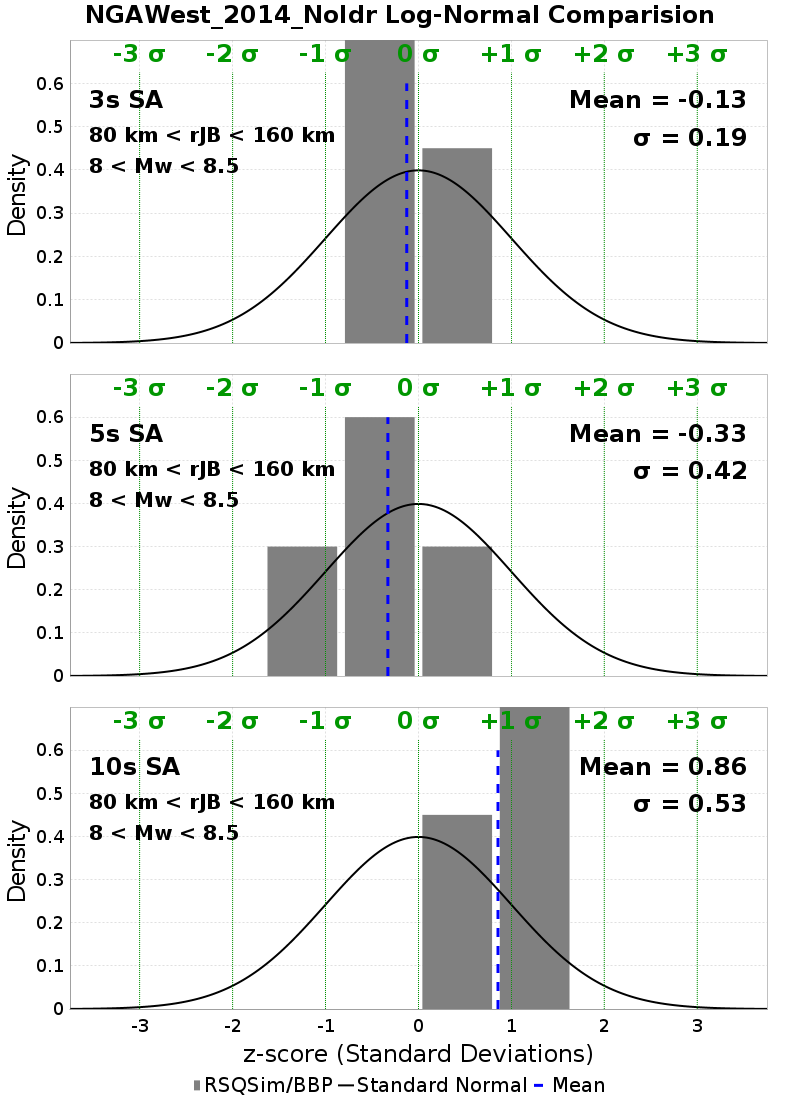 NGAWest_2014_NoIdr Log-Normal Comparision
-3 σ -2 σ -1 σ 0 σ +1 σ +2 σ +3 σ
3s SA
80 km < rJB < 160 km
8 < Mw < 8.5
Mean = -0.13
σ = 0.19
Density
0.6
0.5
0.4
0.3
0.2
0.1
0
-3 σ -2 σ -1 σ 0 σ +1 σ +2 σ +3 σ
5s SA
80 km < rJB < 160 km
8 < Mw < 8.5
Mean = -0.33
σ = 0.42
Density
0.6
0.5
0.4
0.3
0.2
0.1
0
-3 σ -2 σ -1 σ 0 σ +1 σ +2 σ +3 σ
10s SA
80 km < rJB < 160 km
8 < Mw < 8.5
Mean = 0.86
σ = 0.53
Density
0.6
0.5
0.4
0.3
0.2
0.1
0
-3 -2 -1 0 1 2 3
z-score (Standard Deviations)
RSQSim/BBP Standard Normal Mean